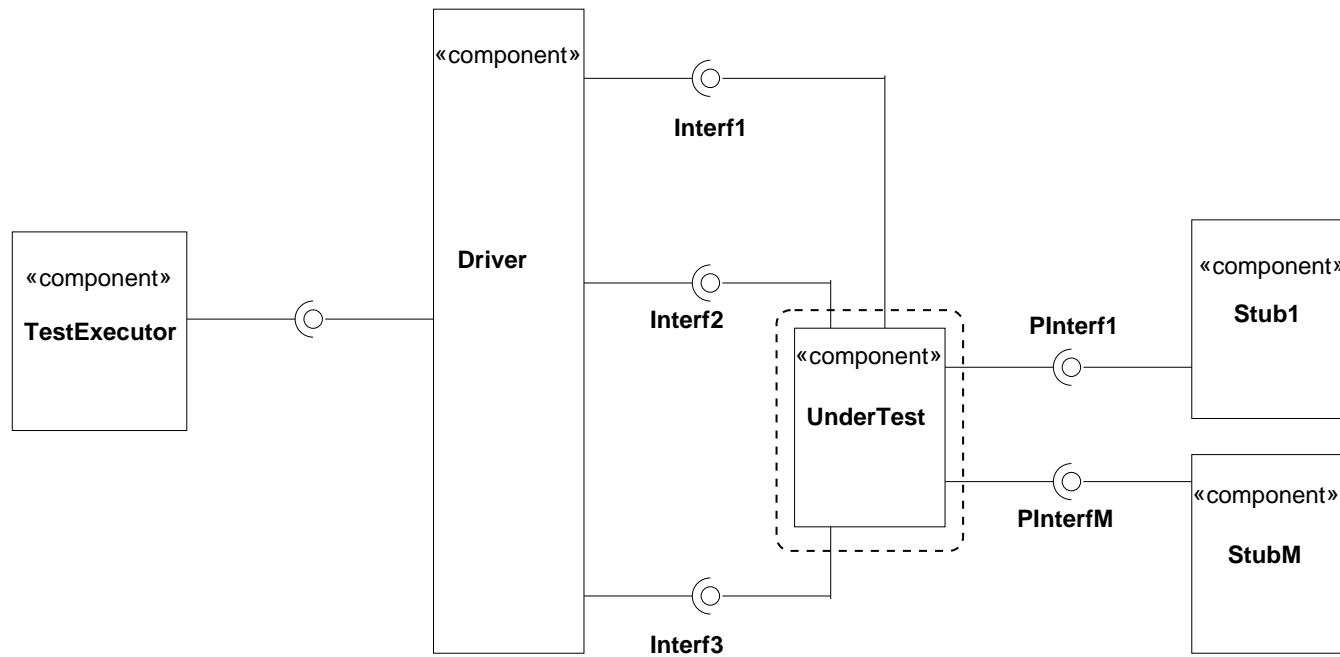 «component»
TestExecutor
«component»
Driver
Interf1
Interf2
Interf3
«component»
UnderTest
PInterf1
PInterfM
«component»
Stub1
«component»
StubM